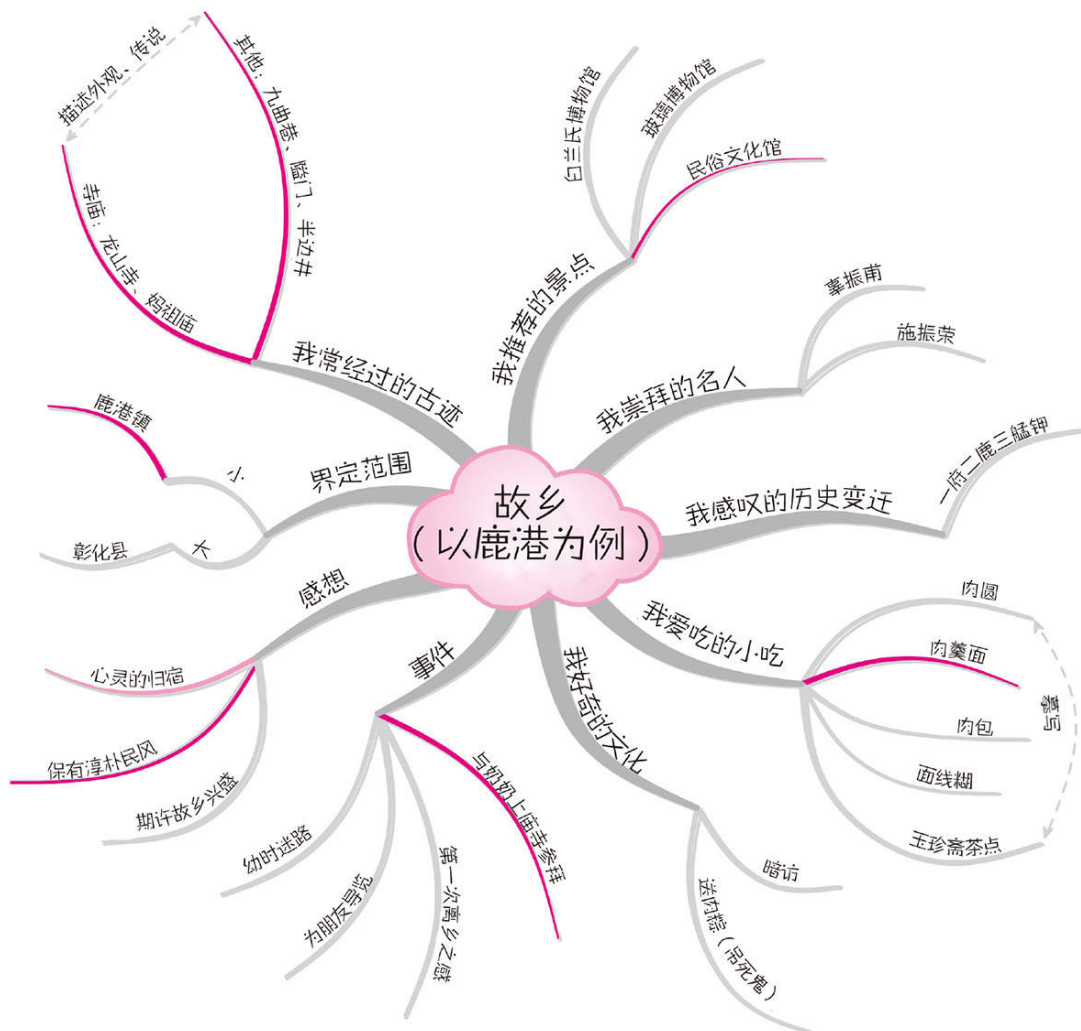 故乡
（以鹿港为例）
我推荐的景点
白兰氏博物馆
玻璃博物馆
民俗文化馆
我崇拜的名人
辜振甫
施振荣
我感叹的历史变迁
一府二鹿三艋钾
我爱吃的小吃
肉圆
肉羹面
肉包
面线糊
玉珍斋茶点
摹写
我好奇的文化
暗访
送肉粽（吊死鬼）
事件
与奶奶上庙寺参拜
第一次离乡之感
为朋友导览
幼时迷路
感想
心灵的归宿
保有淳朴民风
期许故乡兴盛
界定范围
小
鹿港镇
大
彰化县
我常经过的古迹
寺庙：龙山寺、妈祖庙
其他：九曲巷、隘门、半边井
描述外观、传说